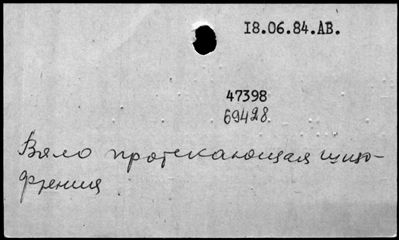 18.06.84.АВ.
47398
69428
Вяло протекающая шизо-
френия